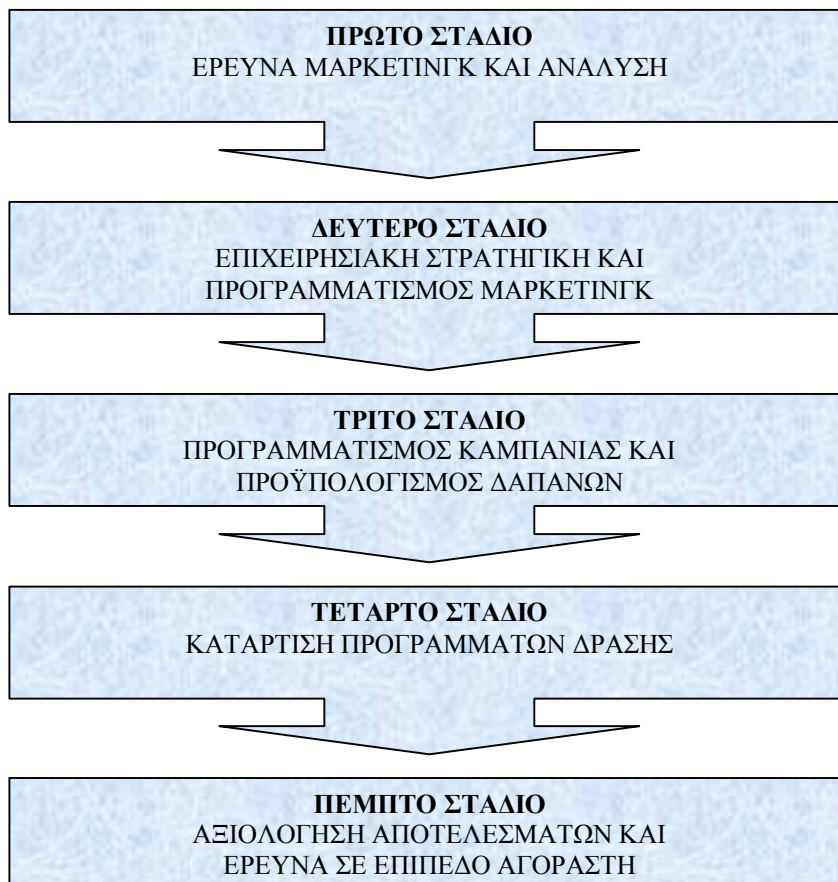 ΠΡΩΤΟ ΣΤΑΔΙΟ
ΕΡΕΥΝΑ ΜΑΡΚΕΤΙΝΓΚ ΚΑΙ ΑΝΑΛΥΣΗ
ΔΕΥΤΕΡΟ ΣΤΑΔΙΟ
ΕΠΙΧΕΙΡΗΣΙΑΚΗ ΣΤΡΑΤΗΓΙΚΗ ΚΑΙ
ΠΡΟΓΡΑΜΜΑΤΙΣΜΟΣ ΜΑΡΚΕΤΙΝΓΚ
ΤΡΙΤΟ ΣΤΑΔΙΟ
ΠΡΟΓΡΑΜΜΑΤΙΣΜΟΣ ΚΑΜΠΑΝΙΑΣ ΚΑΙ
ΠΡΟΫΠΟΛΟΓΙΣΜΟΣ ΔΑΠΑΝΩΝ
ΤΕΤΑΡΤΟ ΣΤΑΔΙΟ
ΚΑΤΑΡΤΙΣΗ ΠΡΟΓΡΑΜΜΑΤΩΝ ΔΡΑΣΗΣ
ΠΕΜΠΤΟ ΣΤΑΔΙΟ
ΑΞΙΟΛΟΓΗΣΗ ΑΠΟΤΕΛΕΣΜΑΤΩΝ ΚΑΙ
ΕΡΕΥΝΑ ΣΕ ΕΠΙΠΕΔΟ ΑΓΟΡΑΣΤΗ